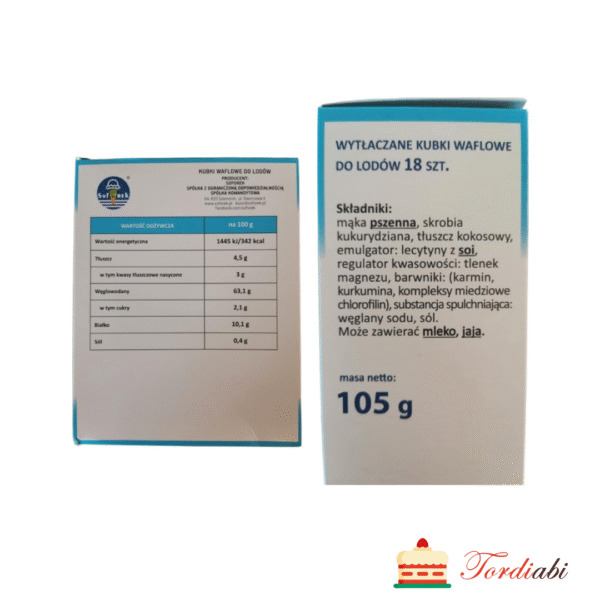 Soforek
KUBKI WAFLOWE DO LODÓW
PRODUCENT:
SOFOREK
SPÓŁKA Z OGRANICZONĄ ODPOWIEDZIALNOŚCIĄ
SPÓŁKA KOMANDYTOWA
WARTOŚĆ ODŻYWCZA na 100 g
Wartość energetyczna 1445 kJ/342 kcal
Tłuszcz 4,5 g
w tym kwasy tłuszczowe nasycone 3 g
Węglowodany 63,1 g
w tym cukry 2,1 g
Białko 10,1 g
Sól 0,4 g
WYTŁACZANE KUBKI WAFLOWE
DO LODÓW 18 SZT.
Składniki:
mąka pszenna, skrobia
kukurydziana, tłuszcz kokosowy,
emulgator: lecytyny z soi,
regulator kwasowości: tlenek
magnezu, barwniki: (karmin,
kurkumina, kompleksy miedziowe
chlorofilin), substancja spulchniająca:
węglany sodu, sól.
Może zawierać mleko, jaja.
masa netto:
105 g
Tordiabi